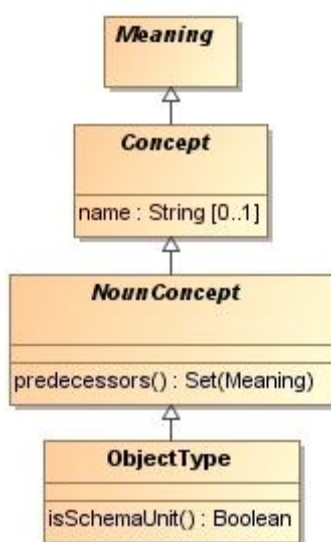 Meaning
Concept
name : String [0..1]
NounConcept
predecessors() : Set(Meaning)
ObjectType
isSchemaUnit() : Boolean